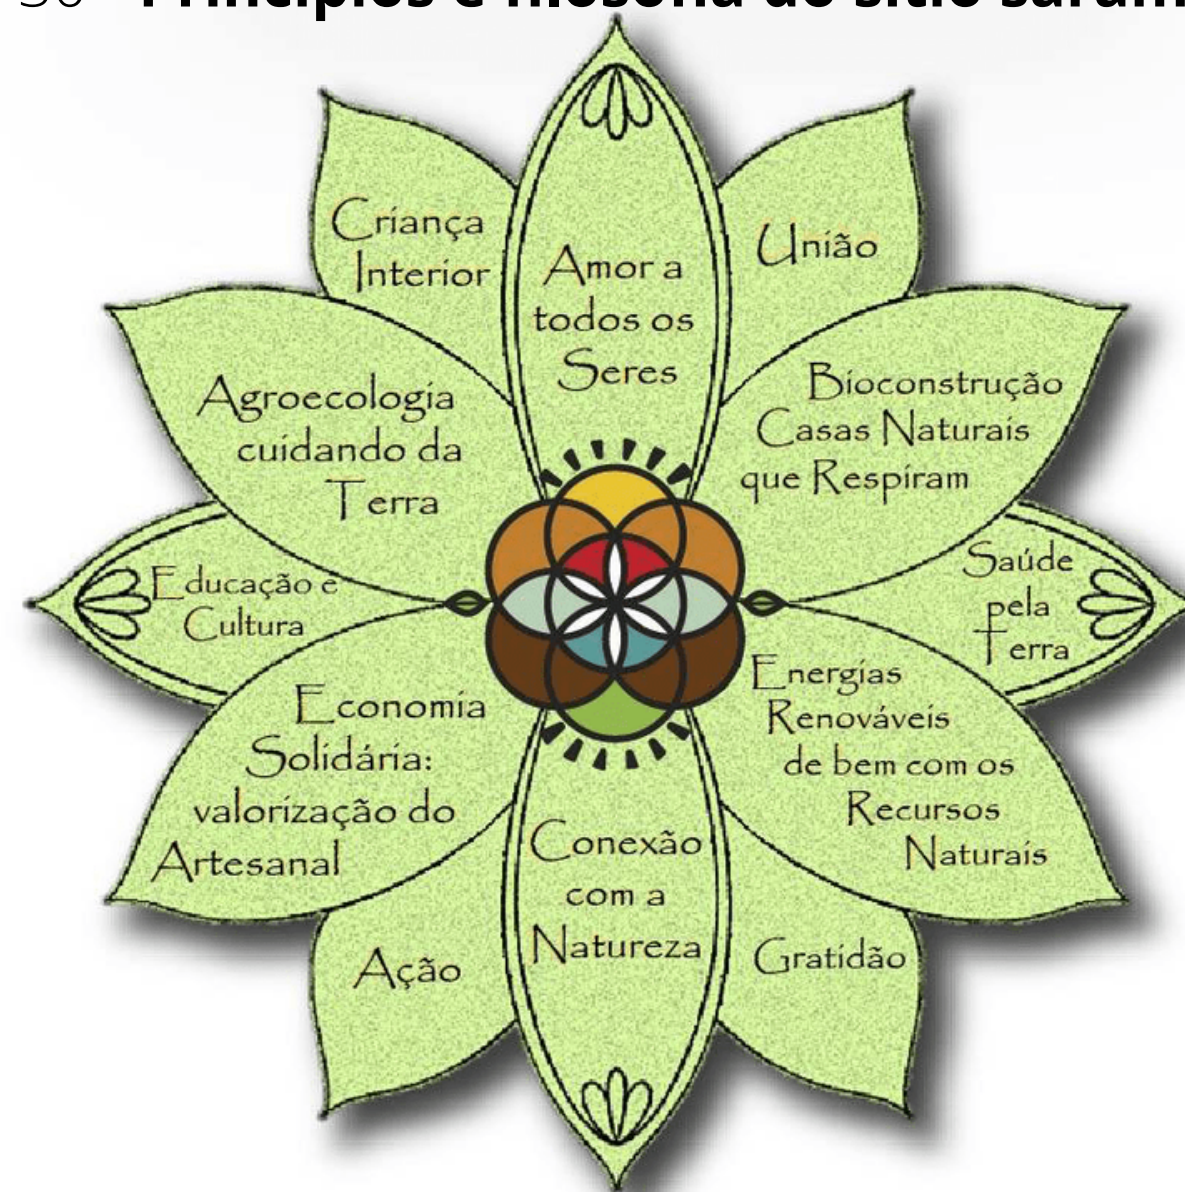 Princípios e filosofia do sítio
Criança
Interior
Amor a
todos os
Seres
União
Agroecologia
cuidando da
Terra
Bioconstrução
Casas Naturais
que Respiram
Educação e
Cultura
Saúde
pela
Terra
Economia
Solidária:
valorização do
Artesanal
Energias
Renováveis
de bem com os
Recursos
Naturais
Conexão
com a
Natureza
Ação
Gratidão